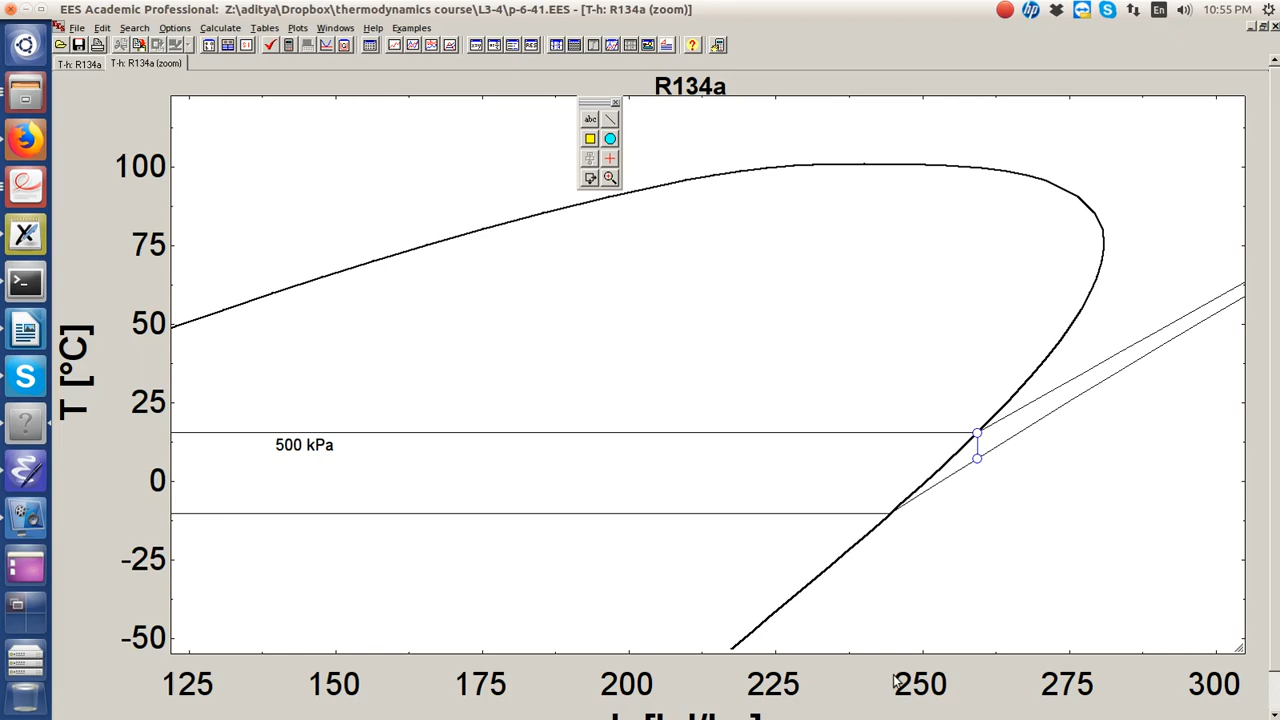 EES Academic Professional: Z:\aditya\Dropbox\thermodynamics course\L3-4\p-6-41.EES - [T-h: R134a (zoom)]
En
10:55 PM
File Edit Search Options Calculate Tables Plots Windows Help Examples
T-h: R134a
T-h: R134a (zoom)
R134a
abc
100
75
50
25
0
-25
-50
T [°C]
500 kPa
125 150 175 200 225 250 275 300